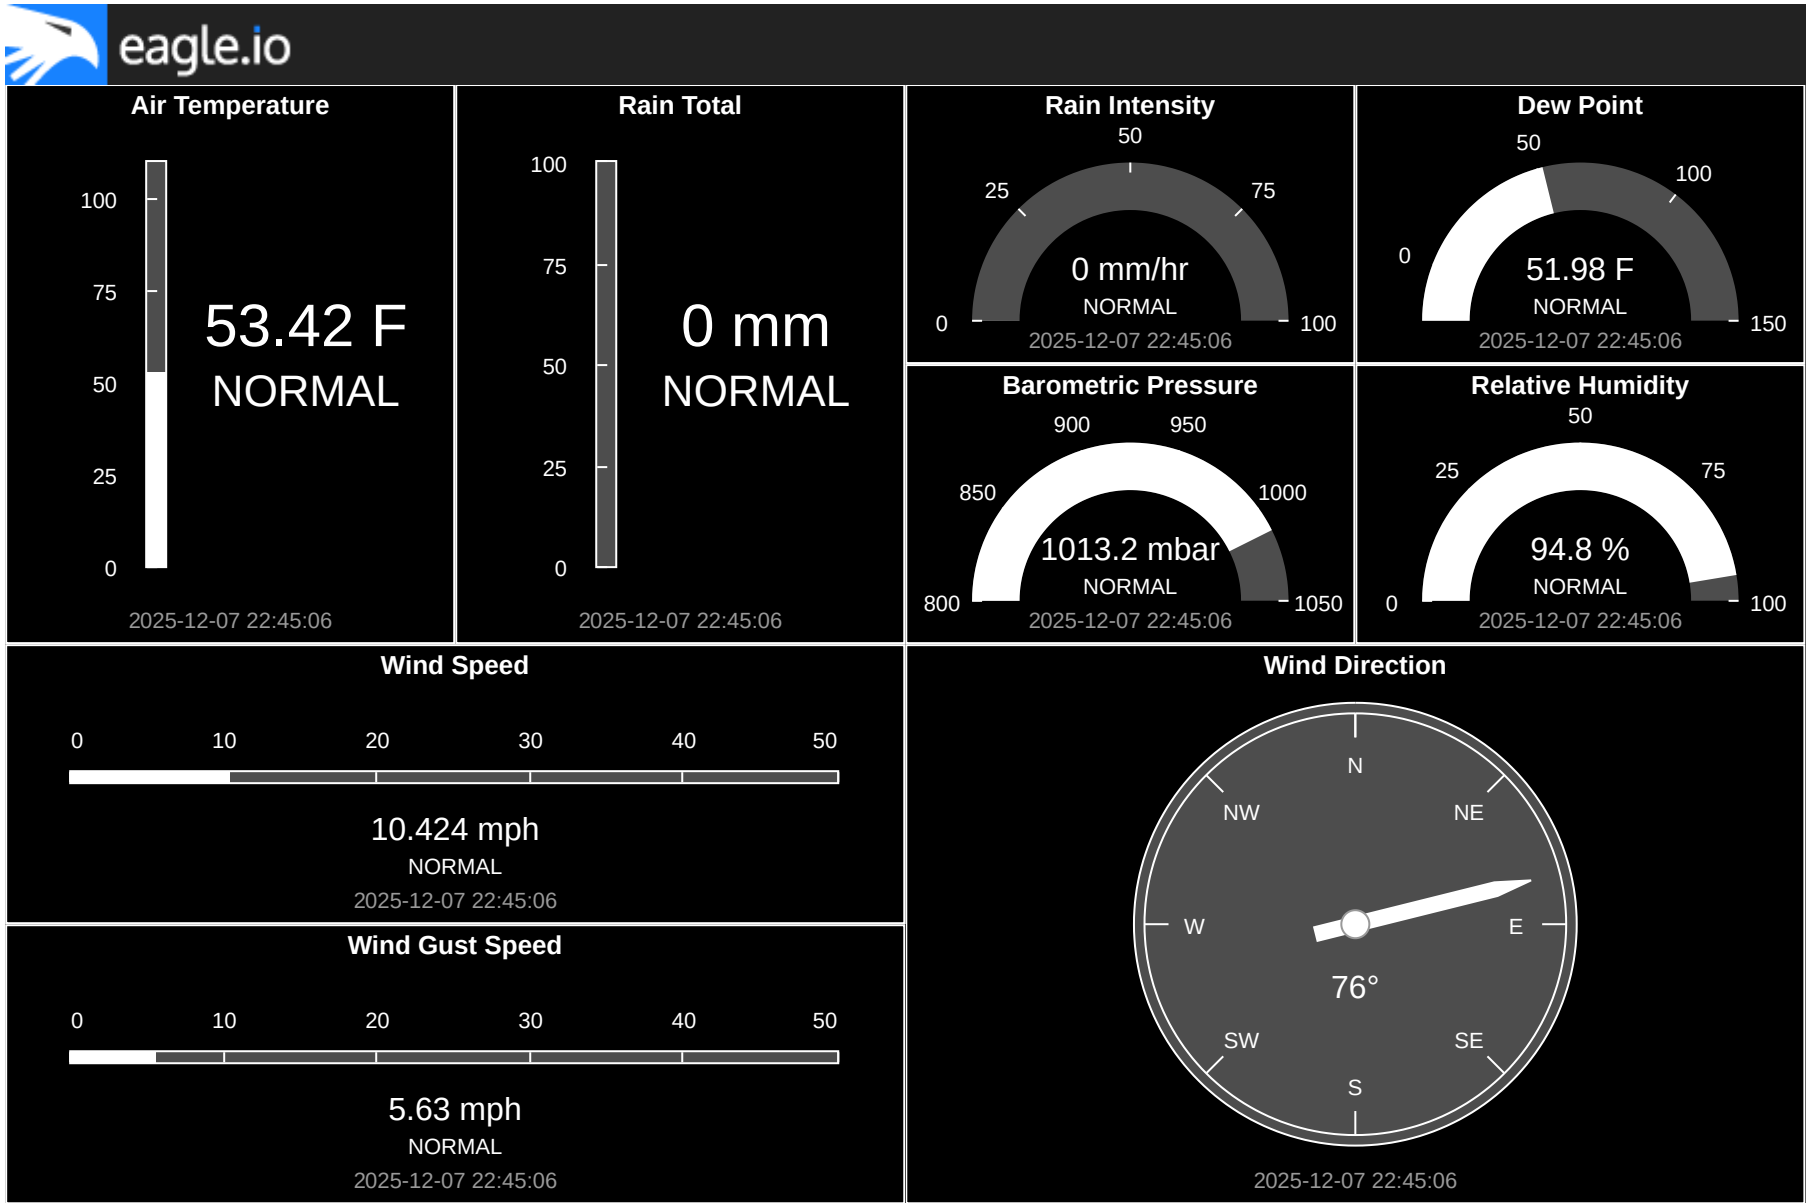 eagle.io
Air Temperature
100
75
50
25
0
53.42 F
NORMAL
2025-12-07 22:45:06
Rain Total
100
75
50
25
0
0 mm
NORMAL
2025-12-07 22:45:06
Rain Intensity
0
25
50
75
100
0 mm/hr
NORMAL
2025-12-07 22:45:06
Dew Point
0
50
100
150
51.98 F
NORMAL
2025-12-07 22:45:06
Barometric Pressure
800
850
900
950
1000
1050
1013.2 mbar
NORMAL
2025-12-07 22:45:06
Relative Humidity
0
25
50
75
100
94.8 %
NORMAL
2025-12-07 22:45:06
Wind Speed
0 10 20 30 40 50
10.424 mph
NORMAL
2025-12-07 22:45:06
Wind Gust Speed
0 10 20 30 40 50
5.63 mph
NORMAL
2025-12-07 22:45:06
Wind Direction
N
NW NE
W E
76°
SW SE
S
2025-12-07 22:45:06